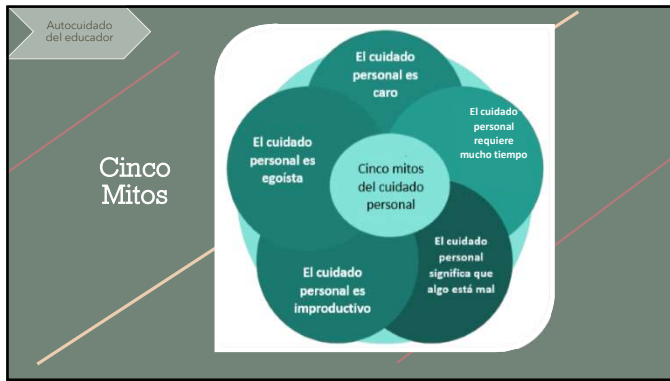 Autocuidado
del educador
Cinco
Mitos
El cuidado
personal es
caro
El cuidado
personal
requiere
mucho tiempo
El cuidado
personal
significa que
algo está mal
El cuidado
personal es
improductivo
El cuidado
personal es
egoísta
Cinco mitos
del cuidado
personal